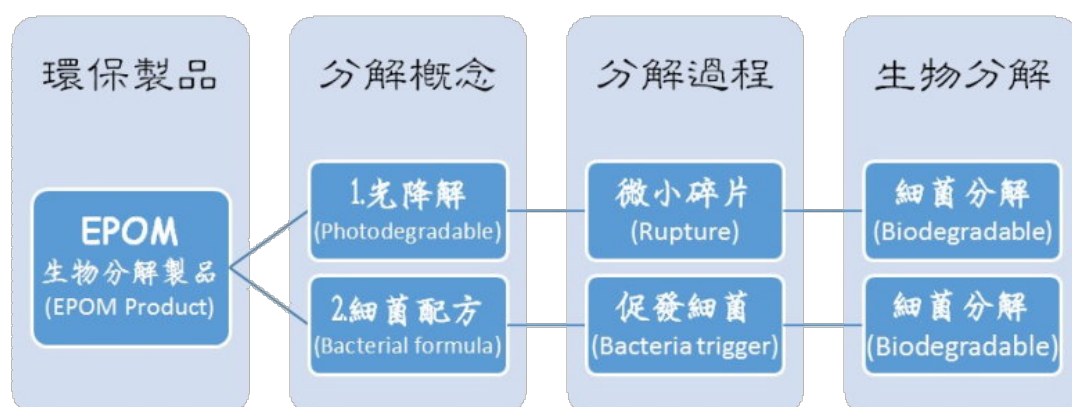 環保製品
分解概念
分解過程
生物分解
EPOM
生物分解製品
(EPOM Product)
1.光降解
(Photodegradable)
微小碎片
(Rupture)
細菌分解
(Biodegradable)
2.細菌配方
(Bacterial formula)
促發細菌
(Bacteria trigger)
細菌分解
(Biodegradable)